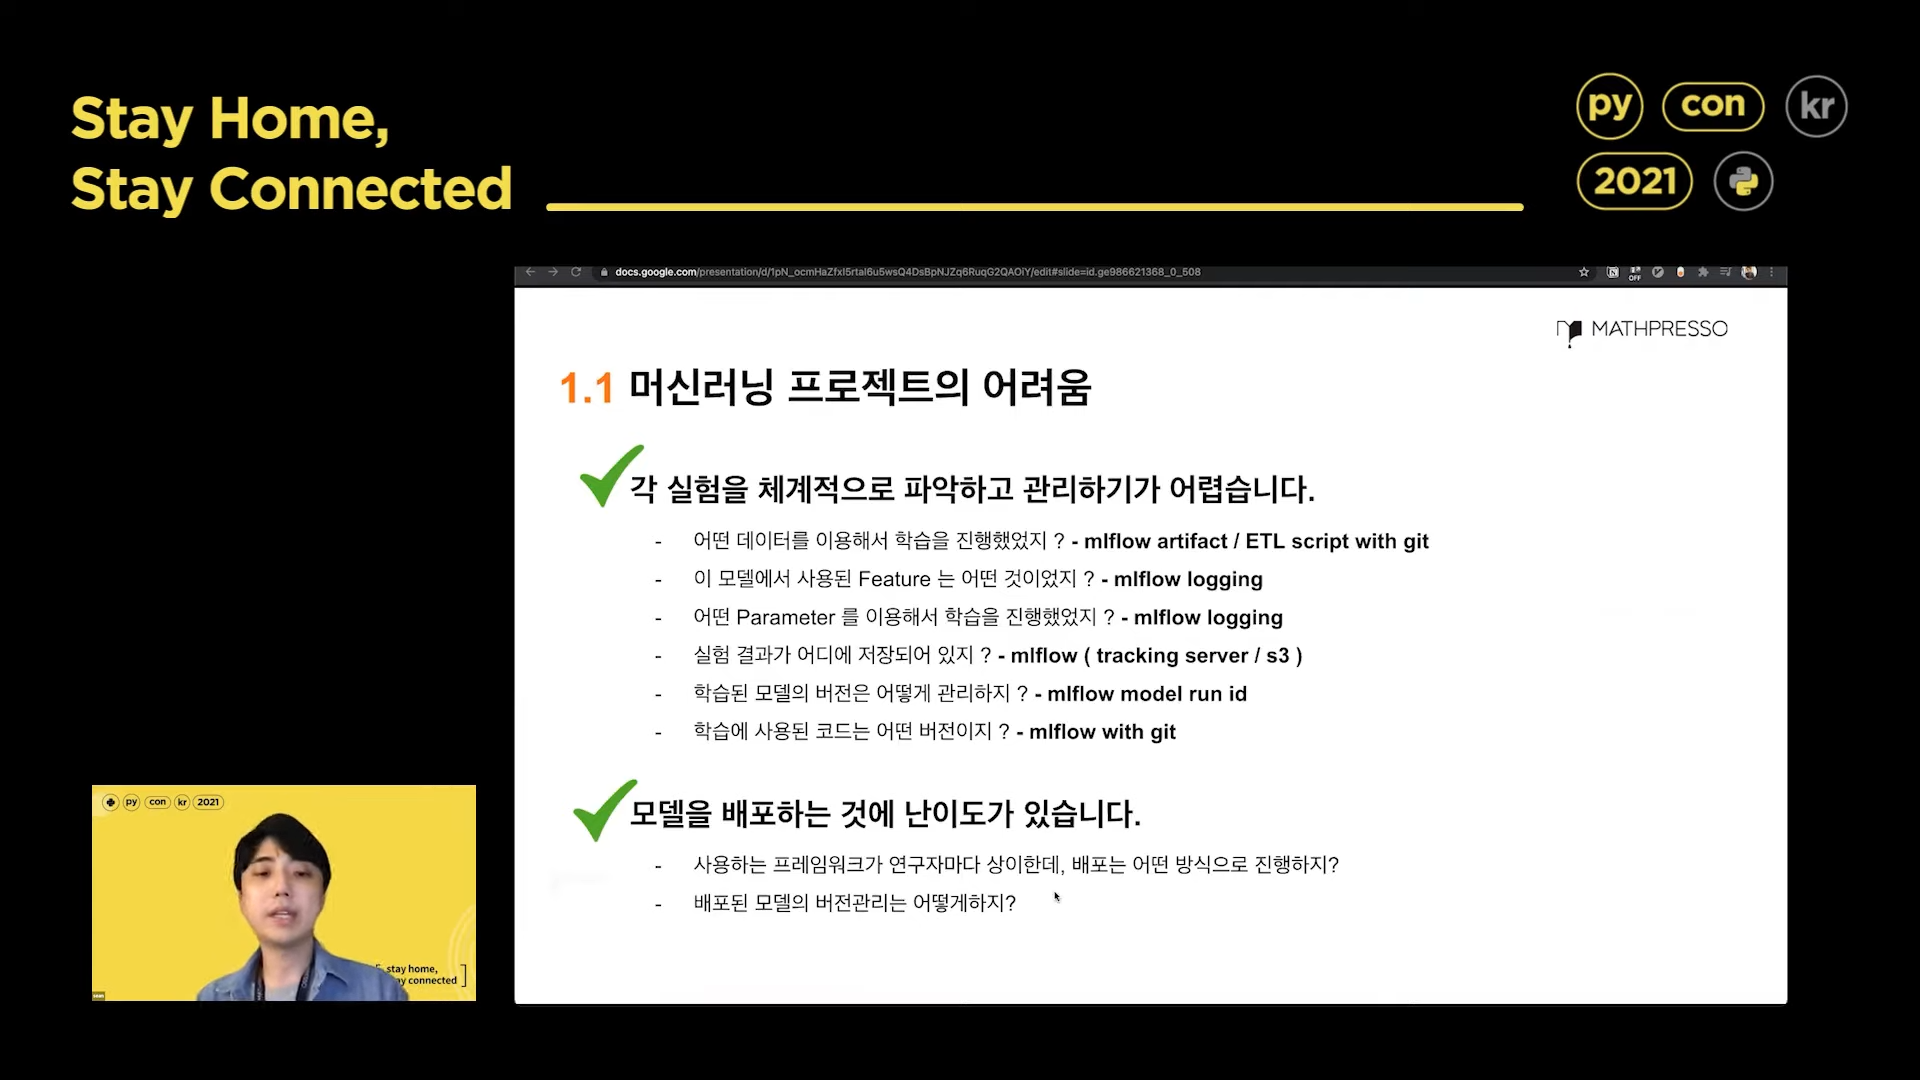 Stay Home,
Stay Connected
py con kr
2021
docs.google.com/presentation/d/1pN_ocmHaZfxI5rtal6u5wsQ4DsBpNJZq6RuqG2QAOiY/edit#slide=id.ge986621368_0_508
OFF
MATHPRESSO
1.1 머신러닝 프로젝트의 어려움
각 실험을 체계적으로 파악하고 관리하기가 어렵습니다.
- 어떤 데이터를 이용해서 학습을 진행했었지 ? - mlflow artifact / ETL script with git
- 이 모델에서 사용된 Feature 는 어떤 것이었지 ? - mlflow logging
- 어떤 Parameter 를 이용해서 학습을 진행했었지 ? - mlflow logging
- 실험 결과가 어디에 저장되어 있지 ? - mlflow ( tracking server / s3 )
- 학습된 모델의 버전은 어떻게 관리하지 ? - mlflow model run id
- 학습에 사용된 코드는 어떤 버전이지 ? - mlflow with git
모델을 배포하는 것에 난이도가 있습니다.
- 사용하는 프레임워크가 연구자마다 상이한데, 배포는 어떤 방식으로 진행하지?
- 배포된 모델의 버전관리는 어떻게하지?
py con kr 2021
stay home,
ay connected